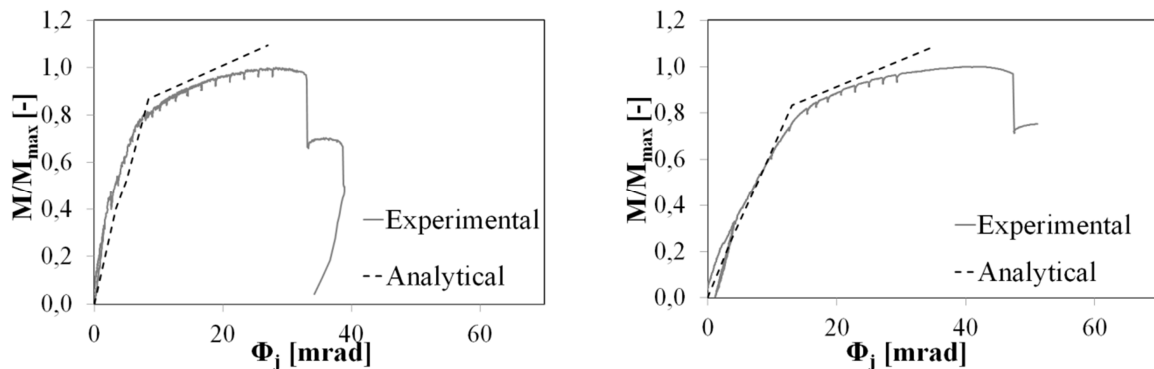 1,2
1,0
0,8
0,6
0,4
0,2
0,0
M/Mmax [-]
Experimental
Analytical
0 20 40 60
Φj [mrad]
1,2
1,0
0,8
0,6
0,4
0,2
0,0
M/Mmax [-]
Experimental
Analytical
0 20 40 60
Φj [mrad]